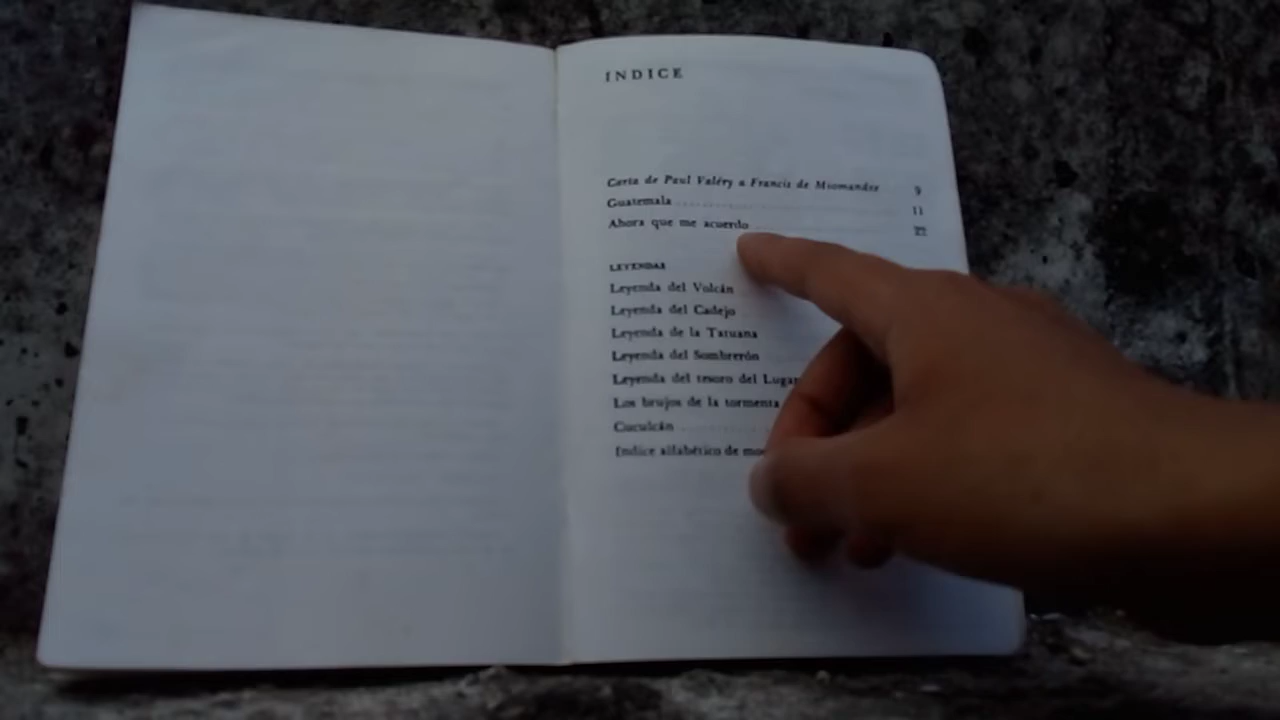 INDICE
Carta de Paul Valéry a Francis de Miomandre 9
Guatemala 11
Ahora que me acuerdo
LEYENDAS
Leyenda del Volcán
Leyenda del Cadejo
Leyenda de la Tatuana
Leyenda del Sombrerón
Leyenda del tesoro del Lugar
Los brujos de la tormenta
Cuculcán
Indice alfabético de